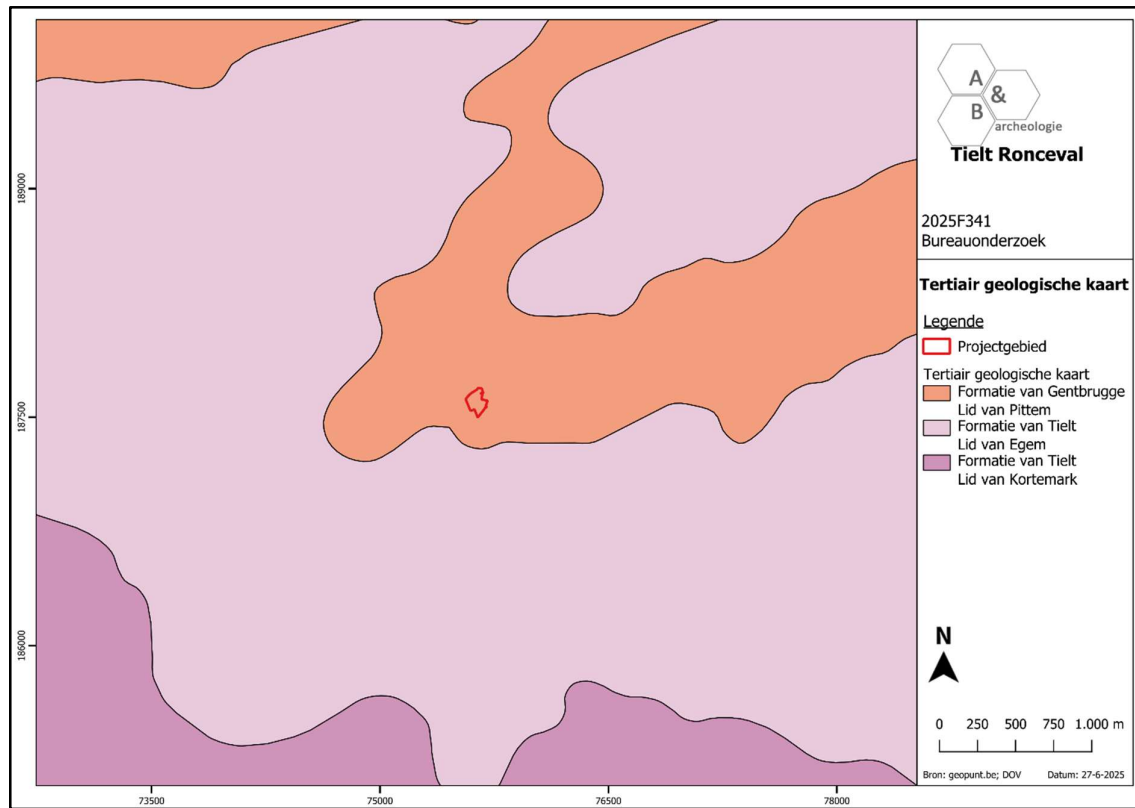 A
&
B
archeologie
Tielt Ronceval
2025F341
Bureauonderzoek
Tertiair geologische kaart
Legende
Projectgebied
Tertiair geologische kaart
Formatie van Gentbrugge
Lid van Pittem
Formatie van Tielt
Lid van Egem
Formatie van Tielt
Lid van Kortemark
N
0 250 500 750 1.000 m
Bron: geopunt.be; DOV Datum: 27-6-2025
189000
187500
186000
73500 75000 76500 78000